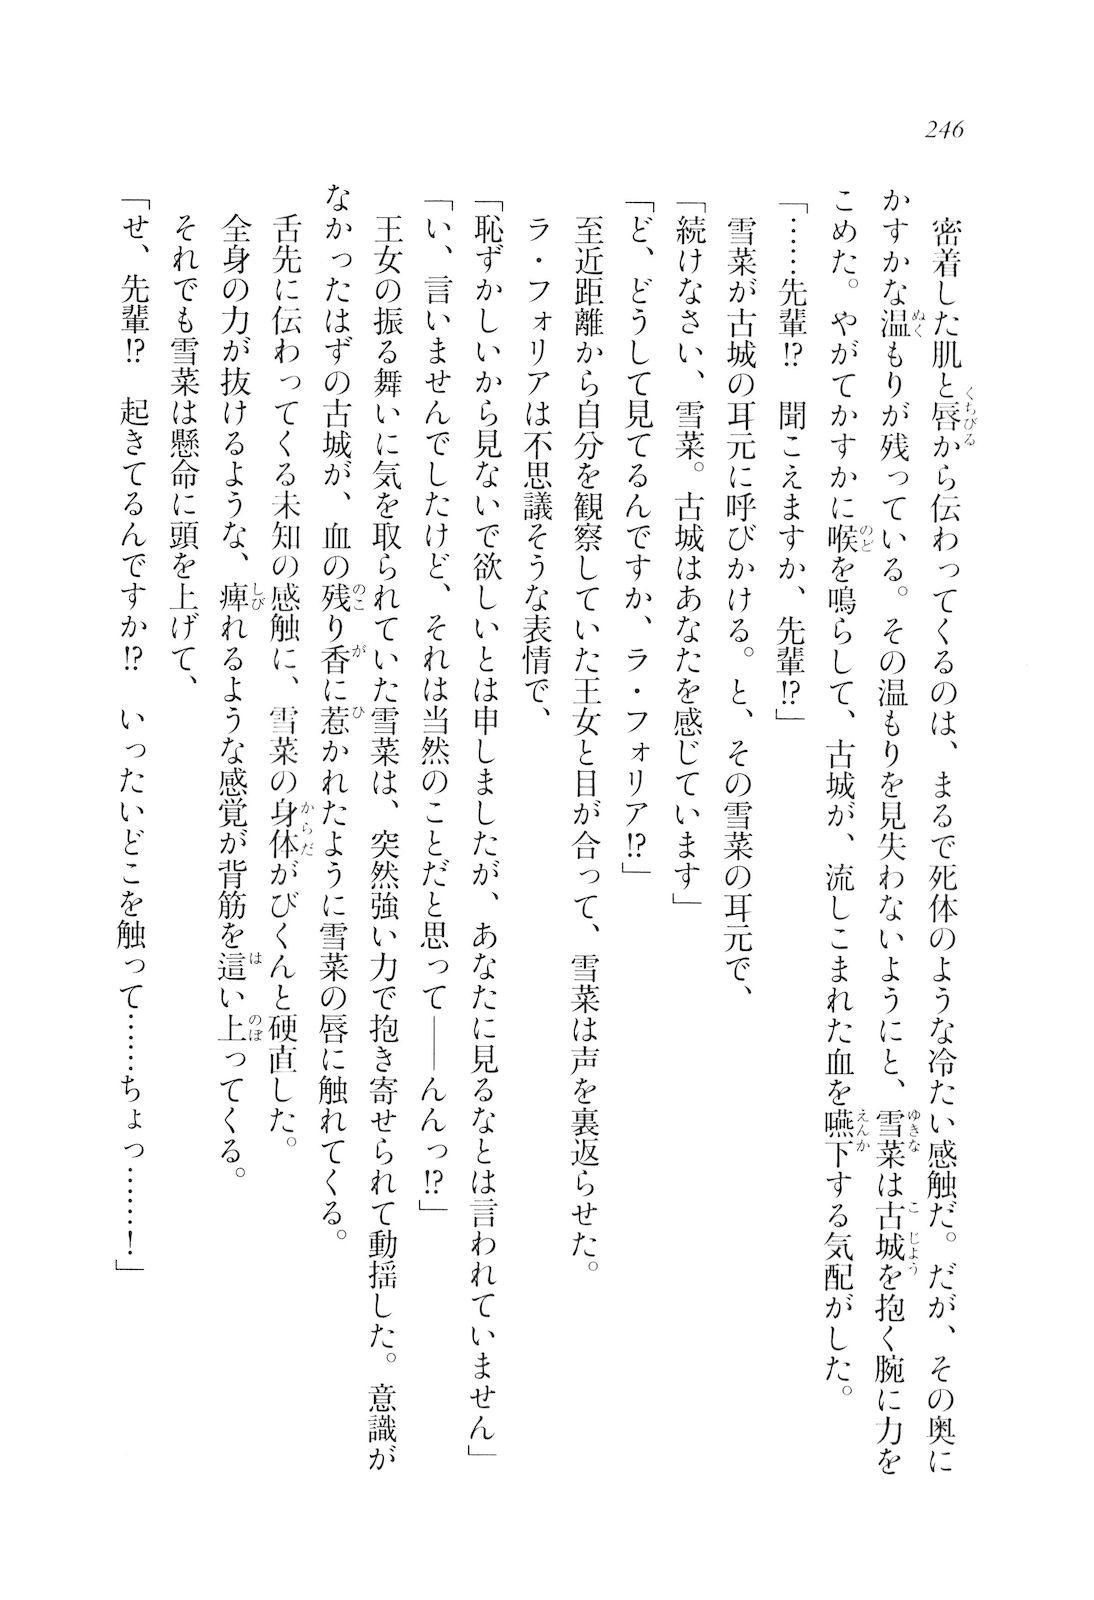 246
密着した肌と唇から伝わってくるのは、まるで死体のような冷たい感触だ。だが、その奥に
かすかな温もりが残っている。その温もりを見失わないようにと、雪菜は古城を抱く腕に力を
こめた。やがてかすかに喉を鳴らして、古城が、流しこまれた血を嚥下する気配がした。
「……先輩!?　聞こえますか、先輩!?」
雪菜が古城の耳元に呼びかける。と、その雪菜の耳元で、
「続けなさい、雪菜。古城はあなたを感じています」
「ど、どうして見てるんですか、ラ・フォリア!?」
至近距離から自分を観察していた王女と目が合って、雪菜は声を裏返らせた。
ラ・フォリアは不思議そうな表情で、
「恥ずかしいから見ないで欲しいとは申しましたが、あなたに見るなとは言われていません」
「い、言いませんでしたけど、それは当然のことだと思って――んんっ!?」
王女の振る舞いに気を取られていた雪菜は、突然強い力で抱き寄せられて動揺した。意識が
なかったはずの古城が、血の残り香に惹かれたように雪菜の唇に触れてくる。
舌先に伝わってくる未知の感触に、雪菜の身体がびくんと硬直した。
全身の力が抜けるような、痺れるような感覚が背筋を這い上ってくる。
それでも雪菜は懸命に頭を上げて、
「せ、先輩!?　起きてるんですか!?　いったいどこを触って……ちょっ……！」